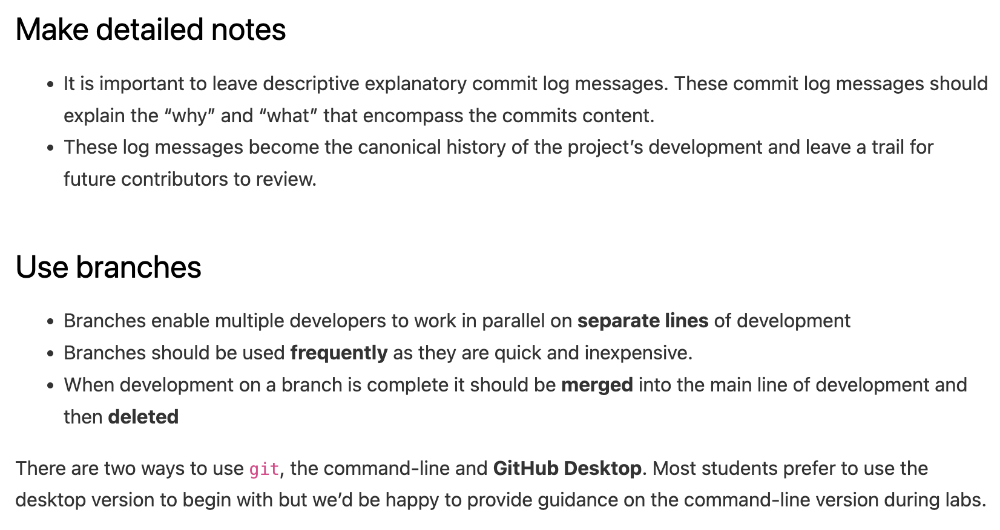 Make detailed notes
• It is important to leave descriptive explanatory commit log messages. These commit log messages should
explain the “why” and “what” that encompass the commits content.
• These log messages become the canonical history of the project’s development and leave a trail for
future contributors to review.
Use branches
• Branches enable multiple developers to work in parallel on separate lines of development
• Branches should be used frequently as they are quick and inexpensive.
• When development on a branch is complete it should be merged into the main line of development and
then deleted
There are two ways to use git, the command-line and GitHub Desktop. Most students prefer to use the
desktop version to begin with but we’d be happy to provide guidance on the command-line version during labs.